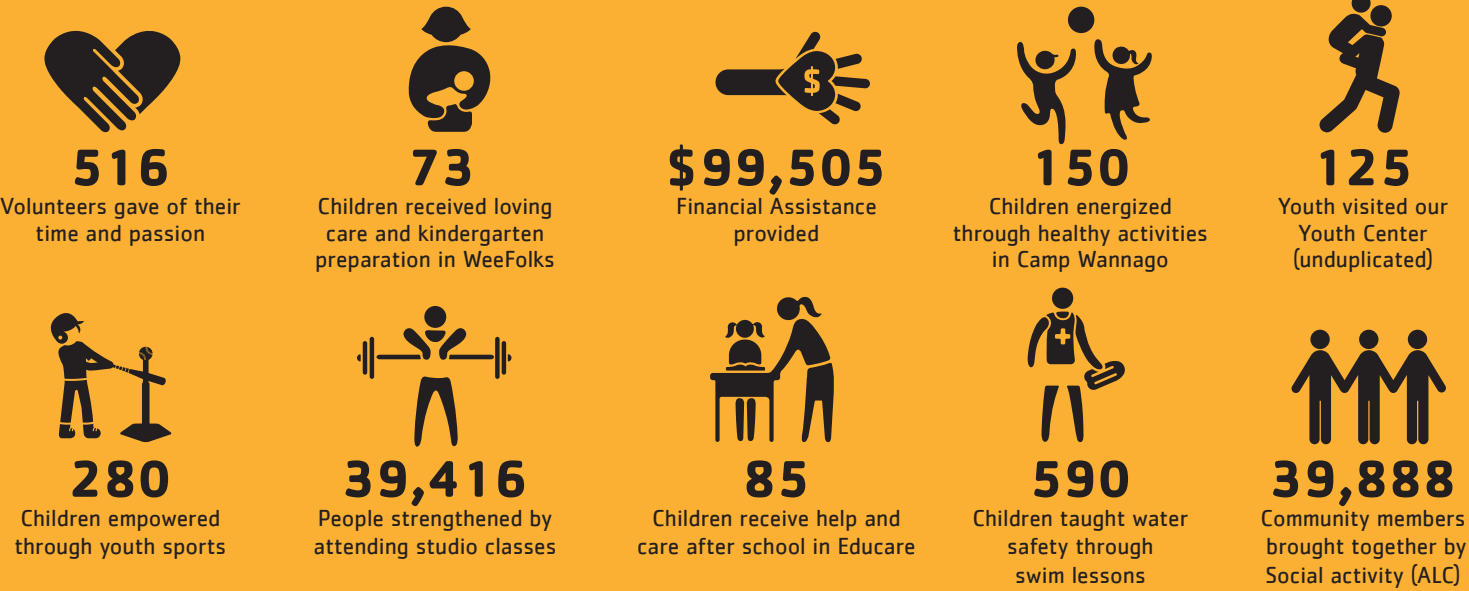 516
Volunteers gave of their
time and passion
73
Children received loving
care and kindergarten
preparation in WeeFolks
$
$99,505
Financial Assistance
provided
150
Children energized
through healthy activities
in Camp Wannago
125
Youth visited our
Youth Center
(unduplicated)
280
Children empowered
through youth sports
39,416
People strengthened by
attending studio classes
85
Children receive help and
care after school in Educare
590
Children taught water
safety through
swim lessons
39,888
Community members
brought together by
Social activity (ALC)